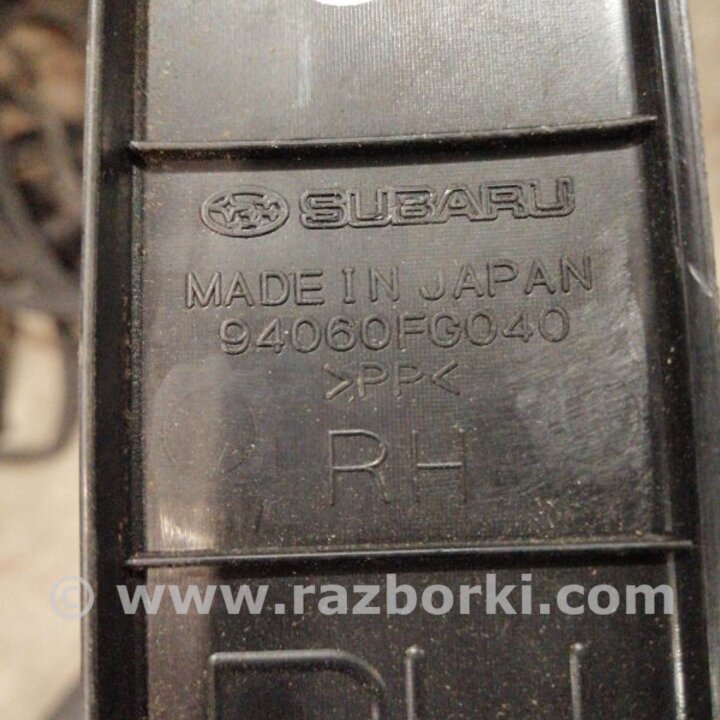 SUBARU
MADE IN JAPAN
94060FG040
>PP<
RH
© www.razborki.com